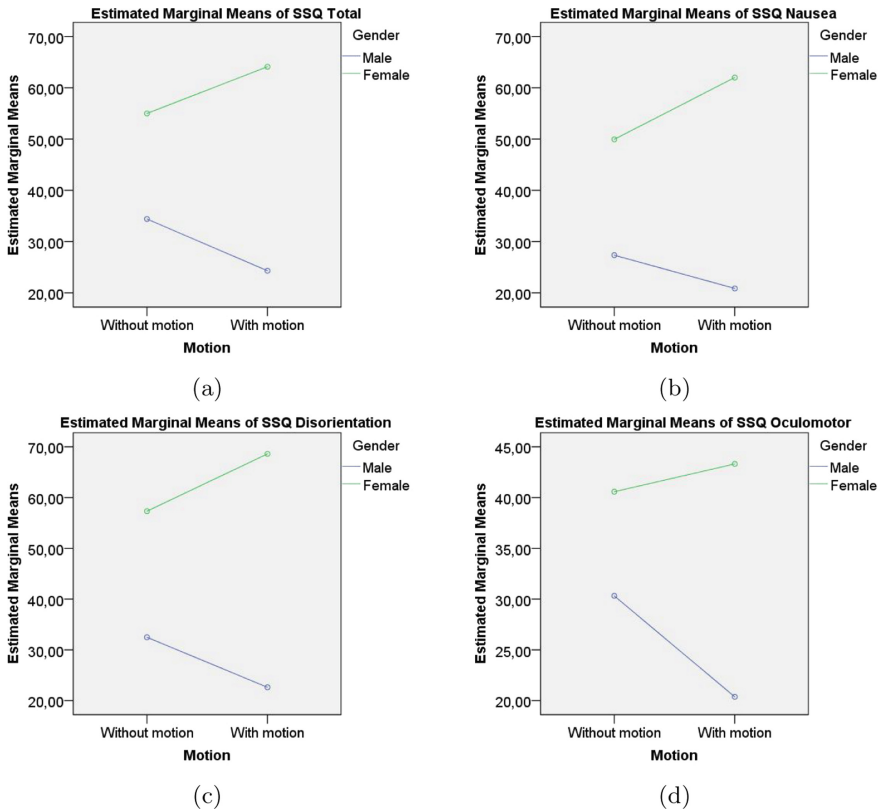 Estimated Marginal Means of SSQ Total
Gender
Male
Female
70,00
60,00
50,00
40,00
30,00
20,00
Estimated Marginal Means
Without motion
With motion
Motion
(a)
Estimated Marginal Means of SSQ Nausea
Gender
Male
Female
70,00
60,00
50,00
40,00
30,00
20,00
Estimated Marginal Means
Without motion
With motion
Motion
(b)
Estimated Marginal Means of SSQ Disorientation
Gender
Male
Female
70,00
60,00
50,00
40,00
30,00
20,00
Estimated Marginal Means
Without motion
With motion
Motion
(c)
Estimated Marginal Means of SSQ Oculomotor
Gender
Male
Female
45,00
40,00
35,00
30,00
25,00
20,00
Estimated Marginal Means
Without motion
With motion
Motion
(d)